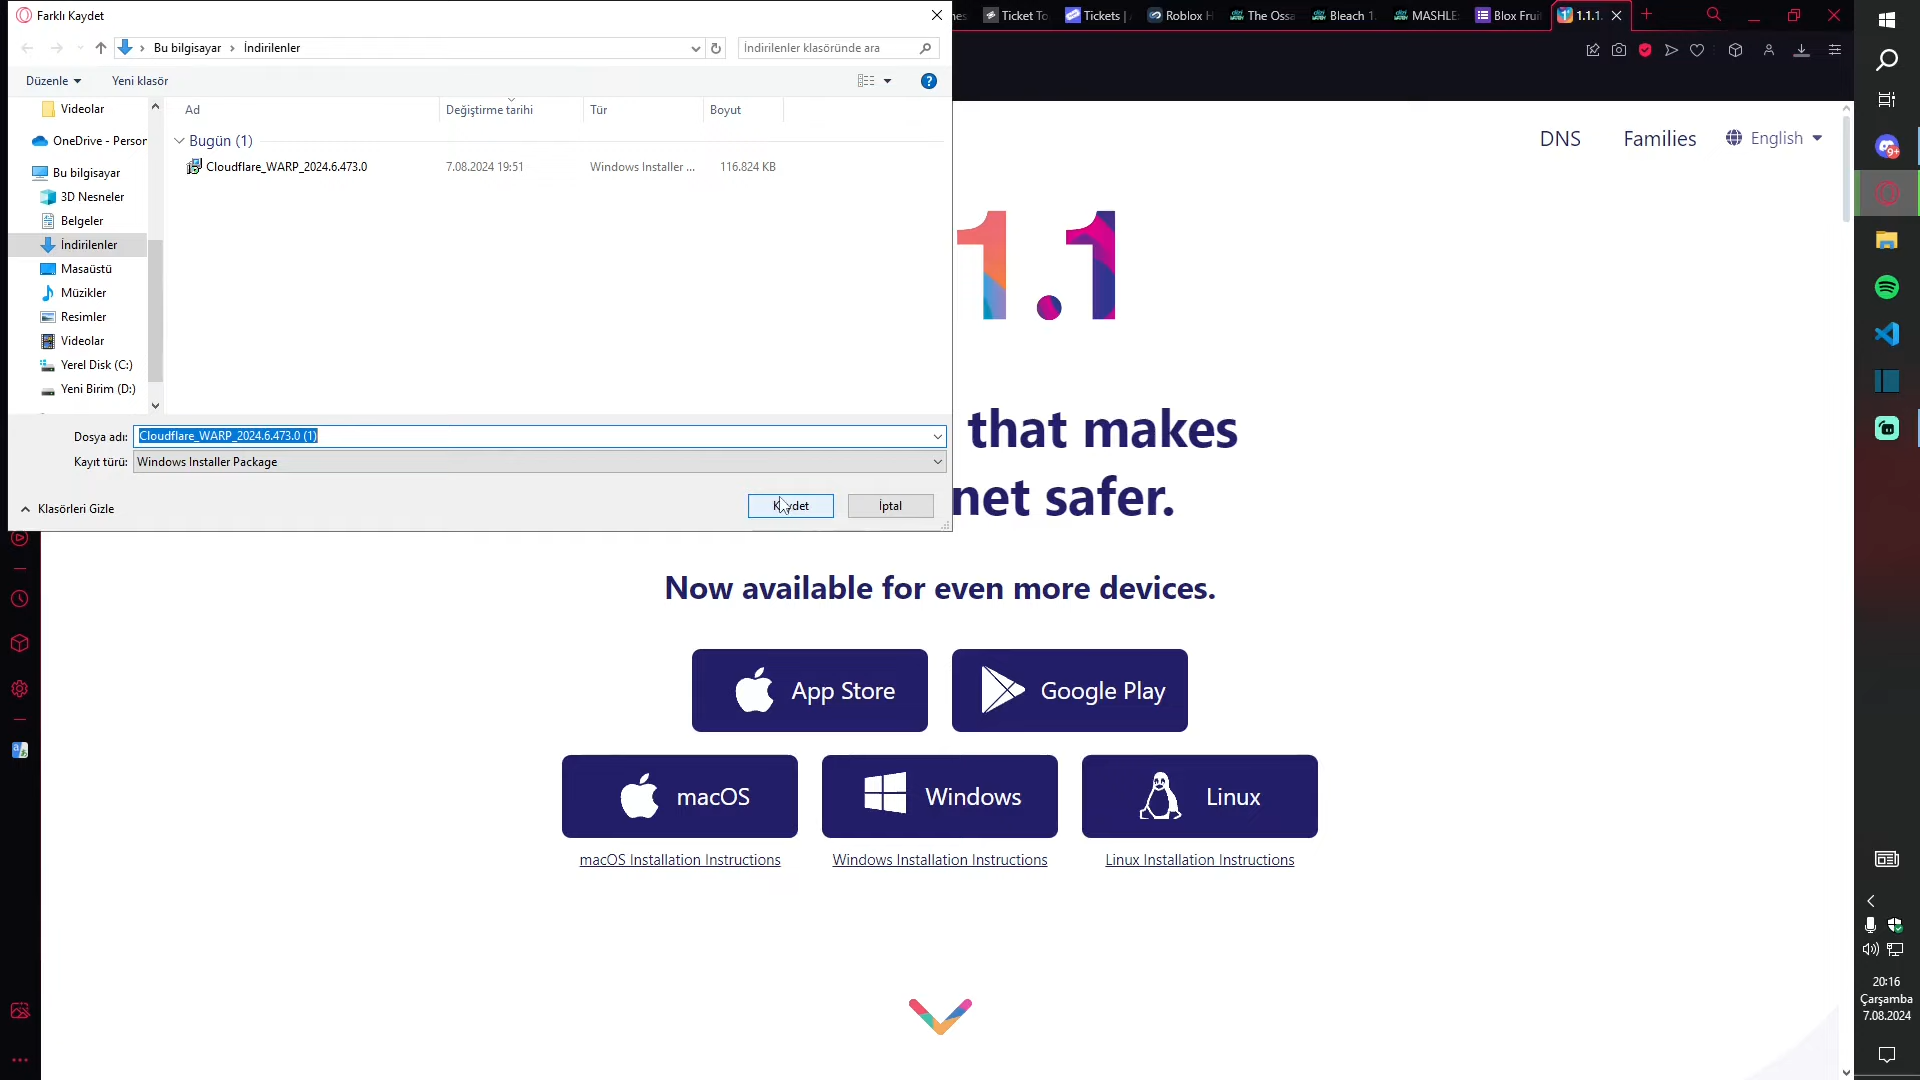 Farklı Kaydet
Ticket To
Tickets |
Roblox H
The Ossa
Bleach 1
MASHLE
Blox Frui
1.1.1.
Bu bilgisayar
İndirilenler
İndirilenler klasöründe ara
Düzenle
Yeni klasör
Videolar
OneDrive - Person
Bu bilgisayar
3D Nesneler
Belgeler
İndirilenler
Masaüstü
Müzikler
Resimler
Videolar
Yerel Disk (C:)
Yeni Birim (D:)
Ad
Değiştirme tarihi
Tür
Boyut
Bugün (1)
Cloudflare_WARP_2024.6.473.0
7.08.2024 19:51
Windows Installer ...
116.824 KB
Dosya adı:
Cloudflare_WARP_2024.6.473.0 (1)
Kayıt türü:
Windows Installer Package
Klasörleri Gizle
Kaydet
İptal
DNS
Families
English
1.1
that makes
net safer.
Now available for even more devices.
App Store
Google Play
macOS
Windows
Linux
macOS Installation Instructions
Windows Installation Instructions
Linux Installation Instructions
9+
20:16
Çarşamba
7.08.2024